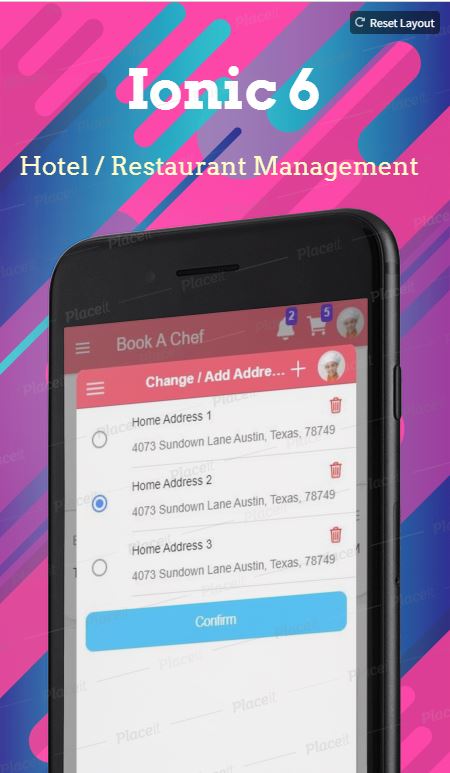 Reset Layout
Ionic 6
Hotel / Restaurant Management
Placeit
Book A Chef
2
5
Change / Add Addre...
Home Address 1
4073 Sundown Lane Austin, Texas, 78749
Home Address 2
4073 Sundown Lane Austin, Texas, 78749
Home Address 3
4073 Sundown Lane Austin, Texas, 78749
Confirm